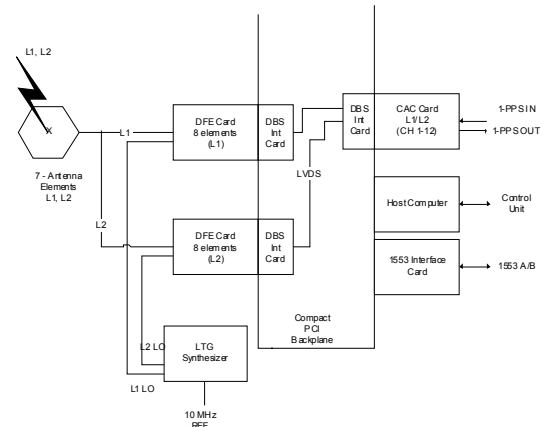 L1, L2
X
7 - Antenna
Elements
L1, L2
L1
L2
DFE Card
8 elements
(L1)
DBS
Int
Card
DBS
Int
Card
CAC Card
L1/L2
(CH 1-12)
1-PPS IN
1-PPS OUT
LVDS
DFE Card
8 elements
(L2)
DBS
Int
Card
Host Computer
Control
Unit
1553 Interface
Card
1553 A/B
Compact
PCI
Backplane
L2 LO
LTG
Synthesizer
L1 LO
10 MHz
REF